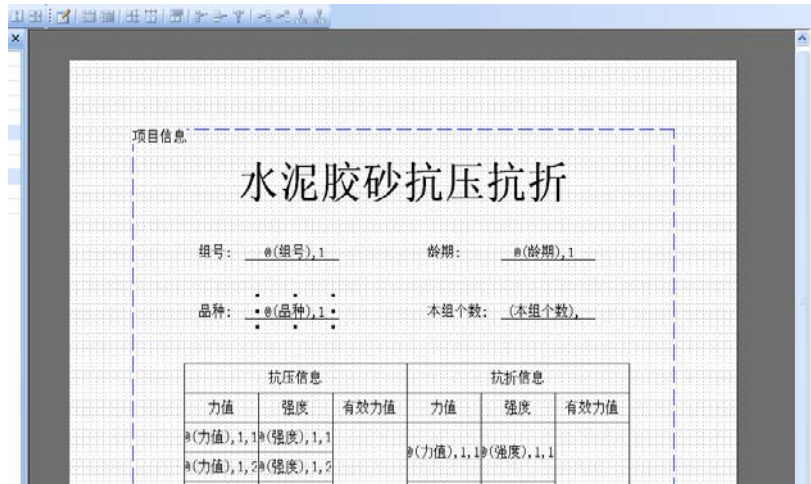 项目信息
水泥胶砂抗压抗折
组号: @(组号),1 龄期: @(龄期),1
品种: @(品种),1 本组个数: (本组个数),
抗压信息 抗折信息
力值 强度 有效力值 力值 强度 有效力值
@(力值),1,1 @(强度),1,1
@(力值),1,1 @(强度),1,1
@(力值),1,2 @(强度),1,2